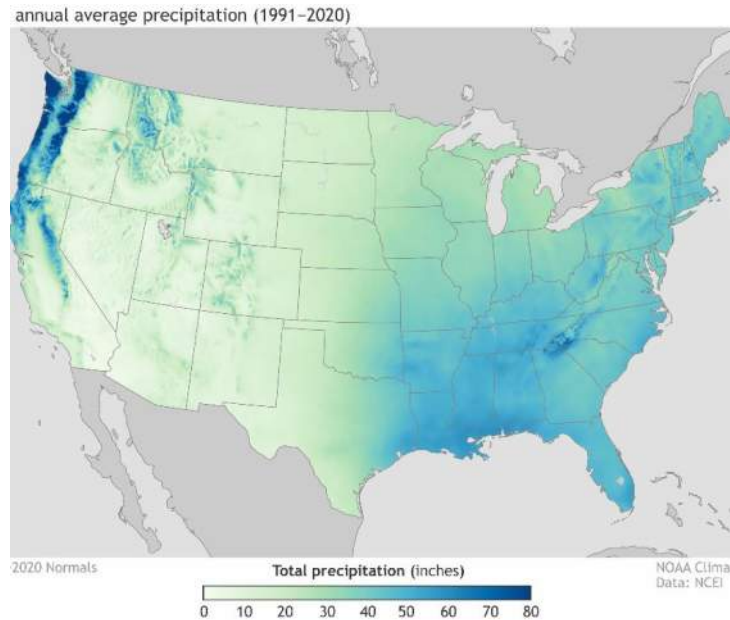 annual average precipitation (1991–2020)
2020 Normals
Total precipitation (inches)
NOAA Clima
Data: NCEI
0 10 20 30 40 50 60 70 80